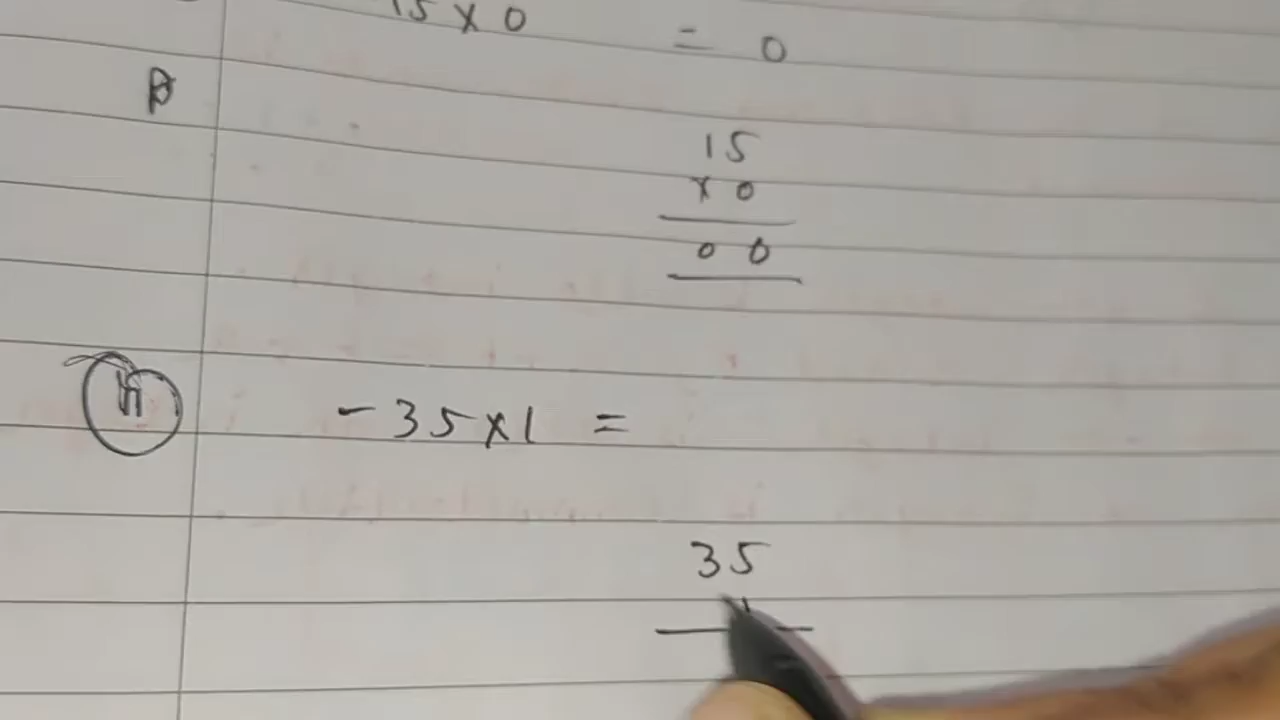 15 x 0 = 0
15
x 0
0 0
h - 35 x 1 =
35